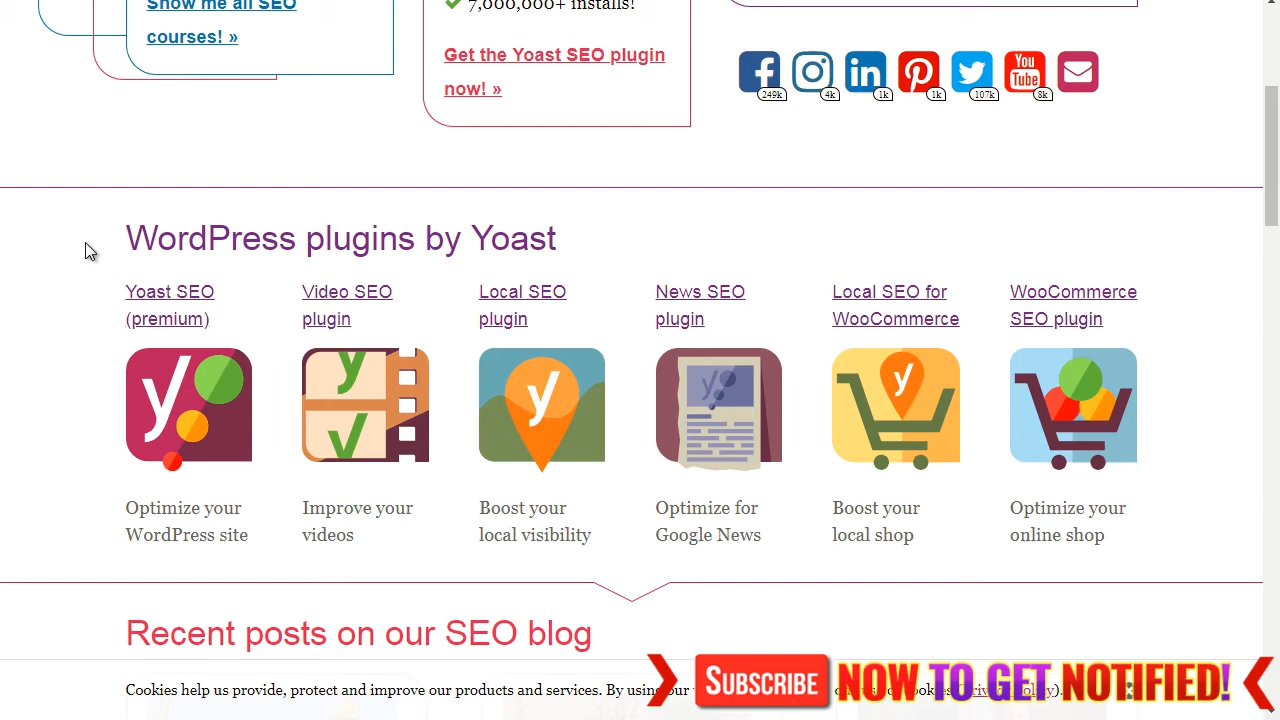 Show me all SEO
courses! »
7,000,000+ installs!
Get the Yoast SEO plugin
now! »
249k
4k
1k
1k
107k
You
Tube
8k
WordPress plugins by Yoast
Yoast SEO
(premium)
Video SEO
plugin
Local SEO
plugin
News SEO
plugin
Local SEO for
WooCommerce
WooCommerce
SEO plugin
Optimize your
WordPress site
Improve your
videos
Boost your
local visibility
Optimize for
Google News
Boost your
local shop
Optimize your
online shop
Recent posts on our SEO blog
Cookies help us provide, protect and improve our products and services. By using our
SUBSCRIBE NOW TO GET NOTIFIED!